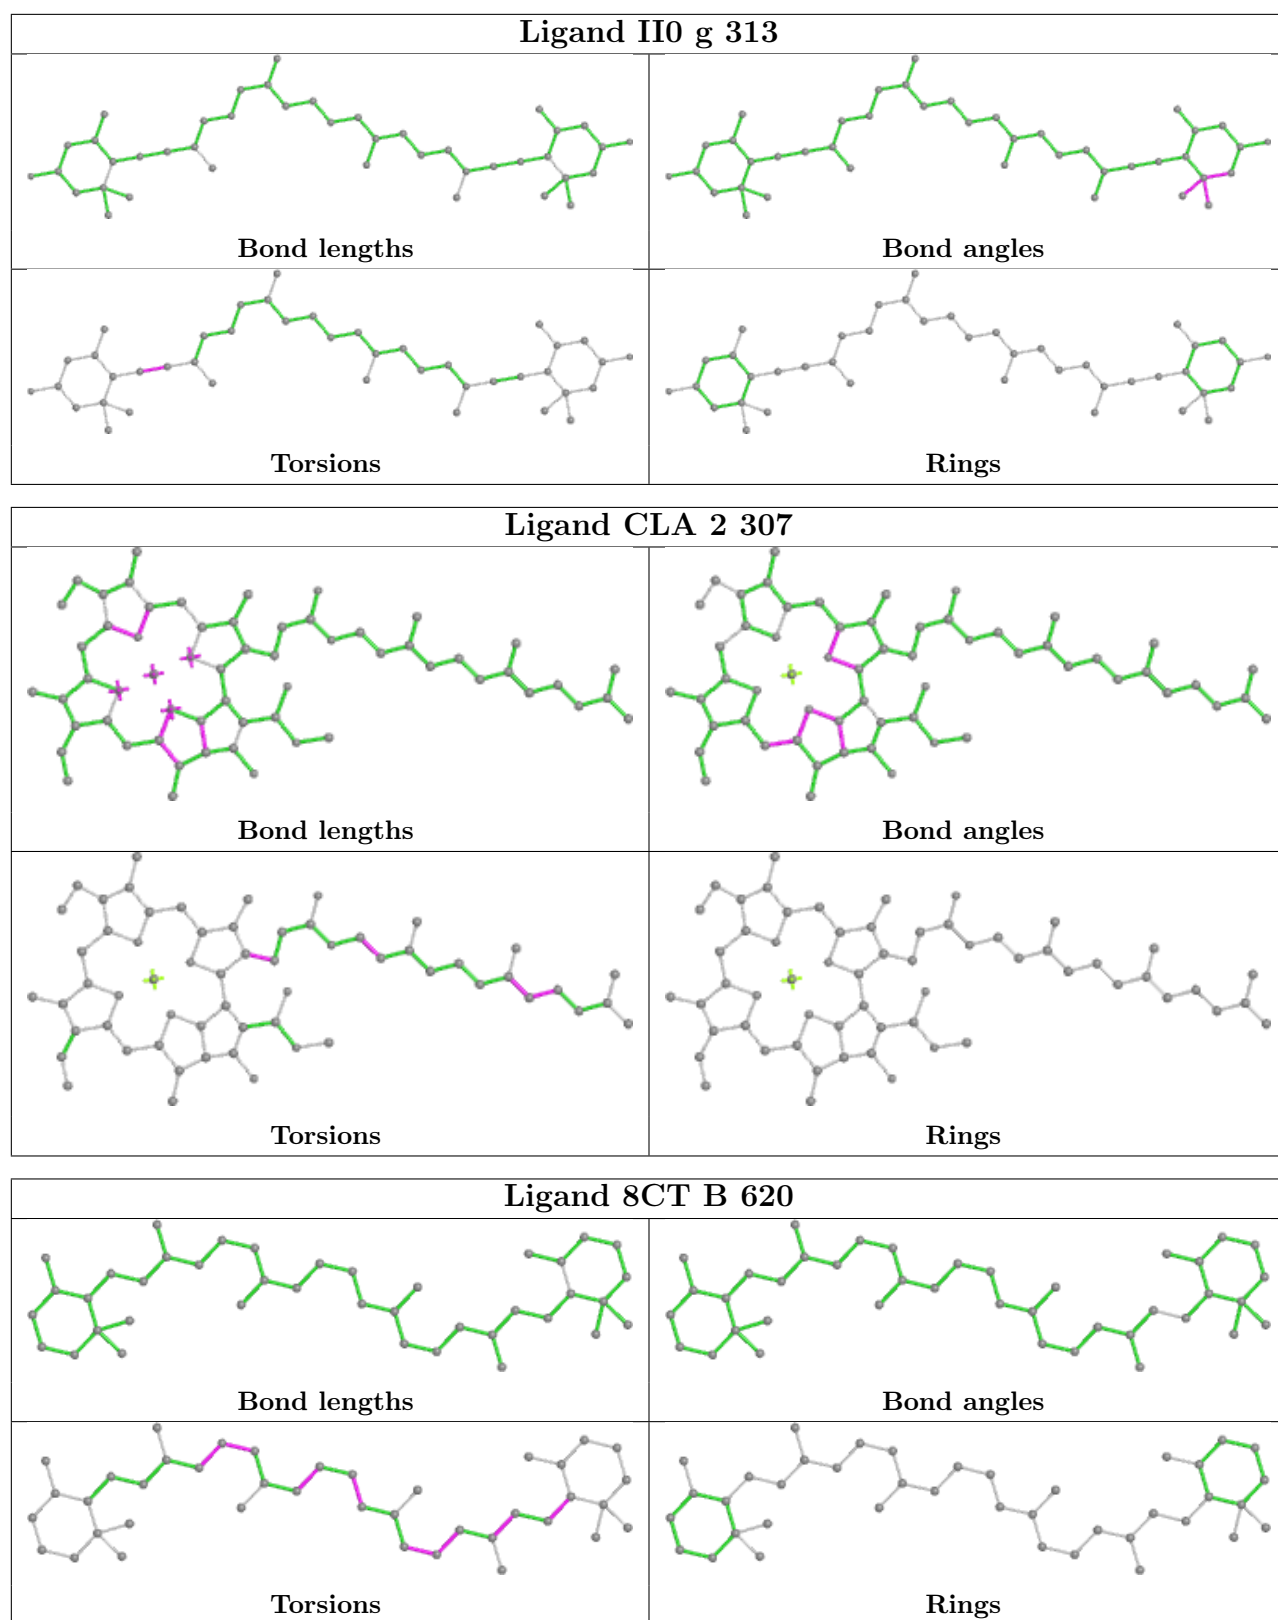 Ligand II0 g 313
Bond lengths
Bond angles
Torsions
Rings
Ligand CLA 2 307
Bond lengths
Bond angles
Torsions
Rings
Ligand 8CT B 620
Bond lengths
Bond angles
Torsions
Rings